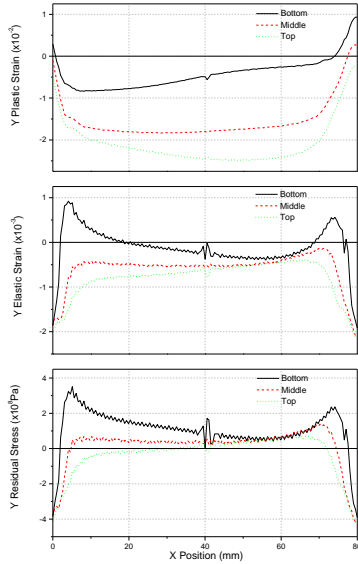 Y Plastic Strain (x10⁻²)
1
0
-1
-2
Bottom
Middle
Top
Y Elastic Strain (x10⁻³)
1
0
-1
-2
Bottom
Middle
Top
Y Residual Stress (x10⁸Pa)
4
2
0
-2
-4
Bottom
Middle
Top
0 20 40 60 80
X Position (mm)